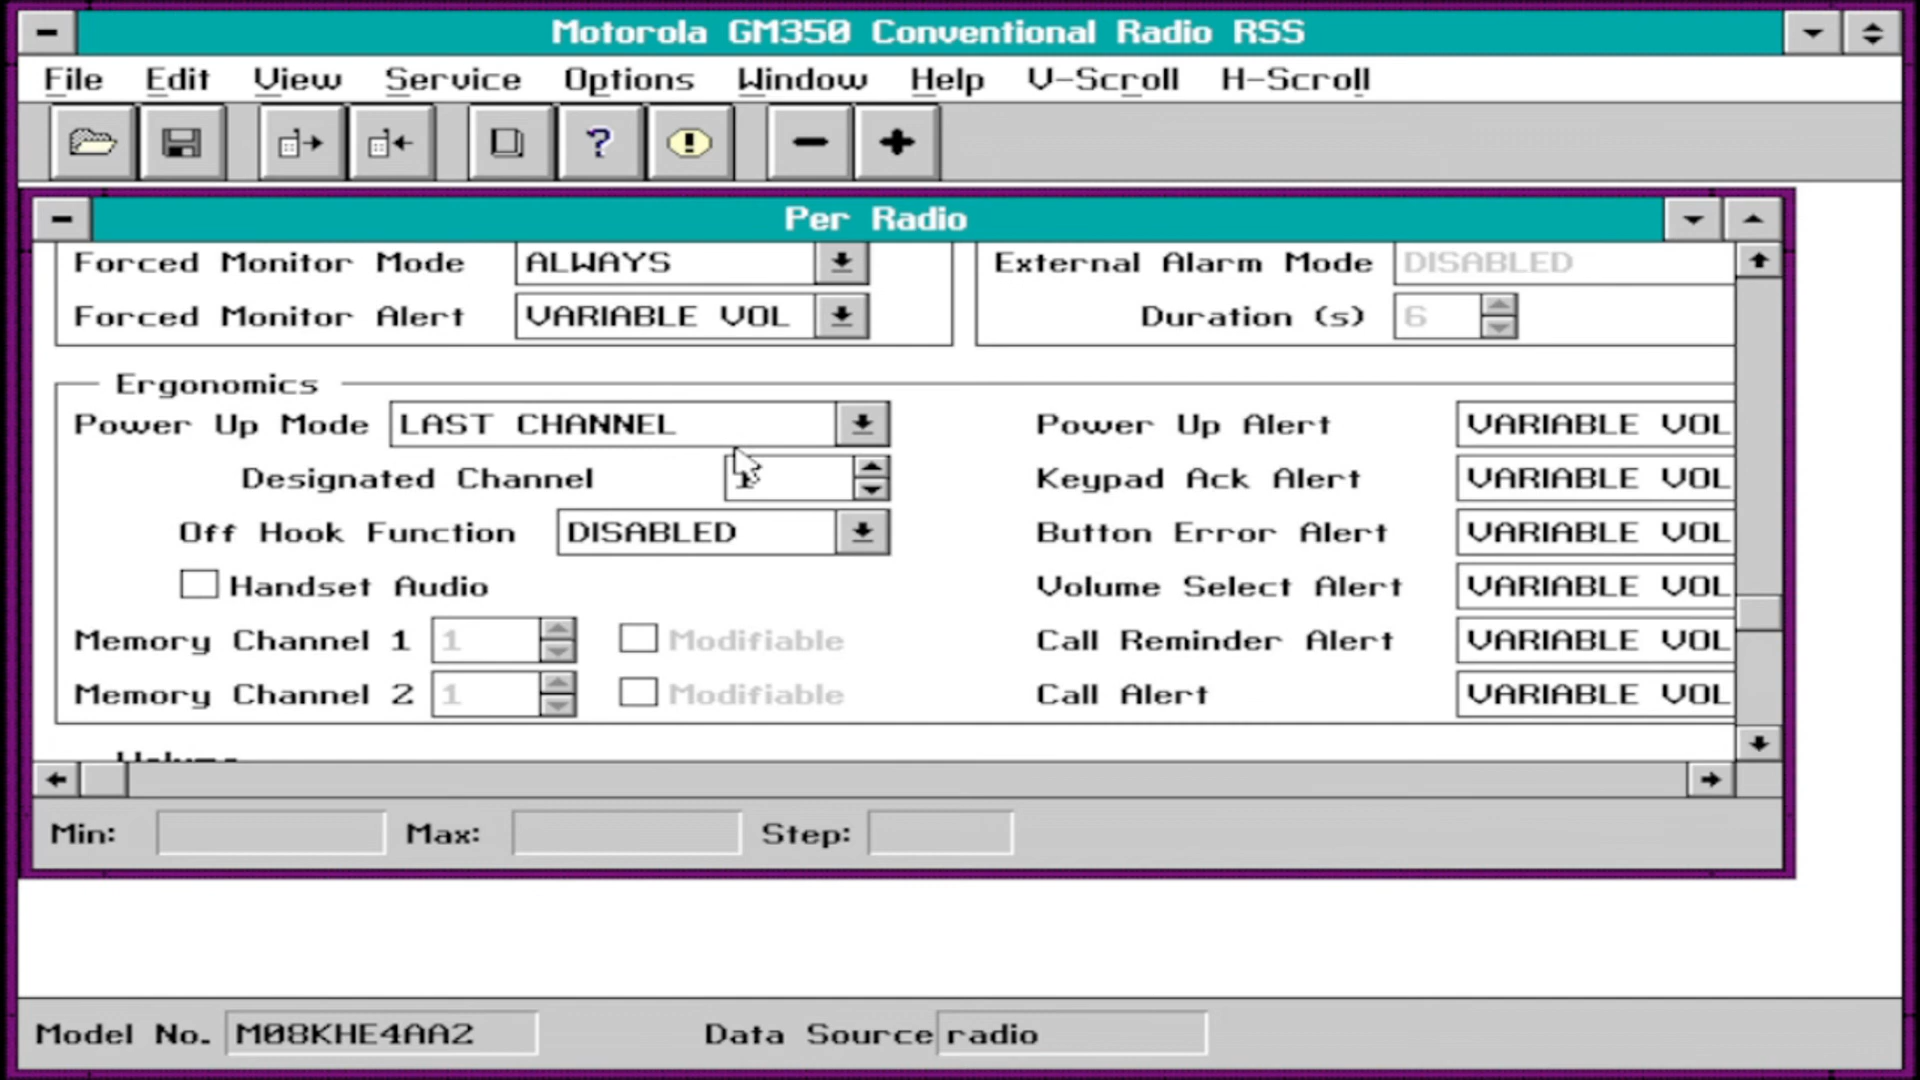 Motorola GM350 Conventional Radio RSS
File Edit View Service Options Window Help V-Scroll H-Scroll
Per Radio
Forced Monitor Mode ALWAYS External Alarm Mode DISABLED
Forced Monitor Alert VARIABLE VOL Duration (s) 6
Ergonomics
Power Up Mode LAST CHANNEL Power Up Alert VARIABLE VOL
Designated Channel 1 Keypad Ack Alert VARIABLE VOL
Off Hook Function DISABLED Button Error Alert VARIABLE VOL
Handset Audio Volume Select Alert VARIABLE VOL
Memory Channel 1 1 Modifiable Call Reminder Alert VARIABLE VOL
Memory Channel 2 1 Modifiable Call Alert VARIABLE VOL
Volume
Min: Max: Step:
Model No. M08KHE4AA2 Data Source radio